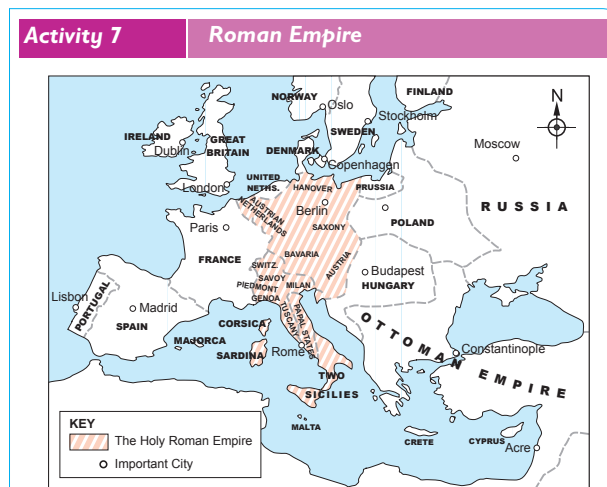 Activity 7
Roman Empire
NORWAY
FINLAND
N
Oslo
Stockholm
SWEDEN
IRELAND
Dublin
GREAT
BRITAIN
DENMARK
Copenhagen
Moscow
London
UNITED
NETHS.
HANOVER
PRUSSIA
AUSTRIAN
NETHERLANDS
Berlin
SAXONY
POLAND
RUSSIA
Paris
FRANCE
BAVARIA
AUSTRIA
SWITZ.
SAVOY
PIEDMONT
MILAN
GENOA
Budapest
HUNGARY
Lisbon
PORTUGAL
Madrid
SPAIN
CORSICA
TUSCANY
PAPAL STATES
MAJORCA
SARDINA
Rome
OTTOMAN EMPIRE
Constantinople
TWO
SICILIES
MALTA
CRETE
CYPRUS
Acre
KEY
The Holy Roman Empire
Important City